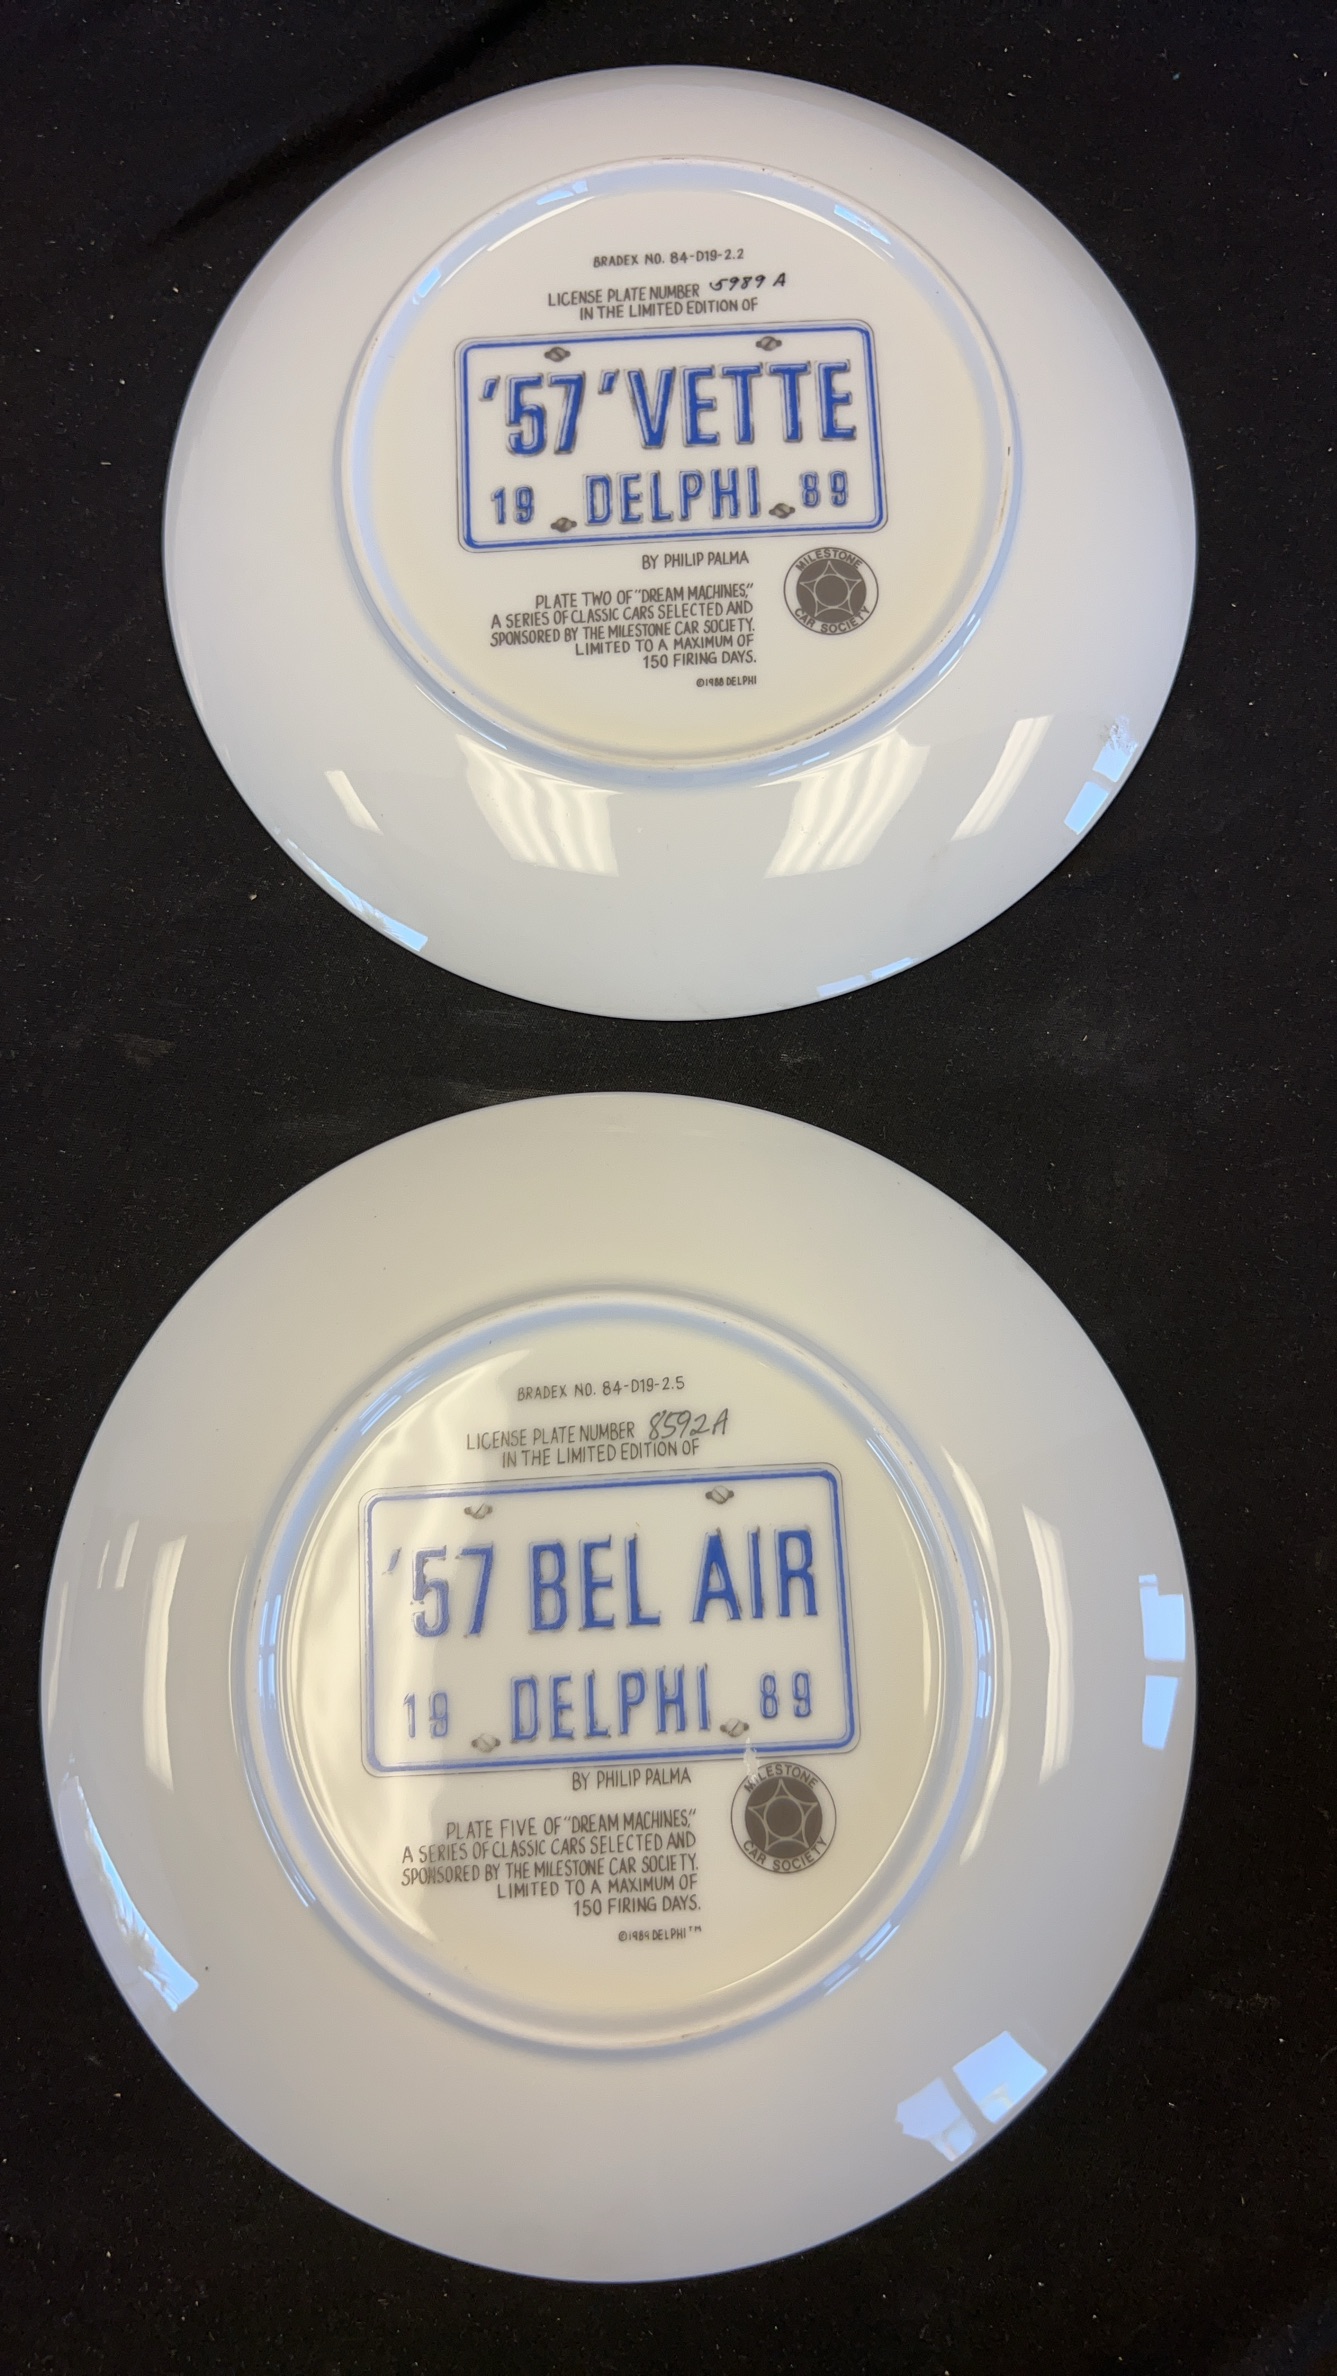 BRADEX NO. 84-D19-2.2
LICENSE PLATE NUMBER 5989 A
IN THE LIMITED EDITION OF
'57 'VETTE
19 DELPHI 89
BY PHILIP PALMA
MILESTONE
CAR SOCIETY
PLATE TWO OF "DREAM MACHINES,"
A SERIES OF CLASSIC CARS SELECTED AND
SPONSORED BY THE MILESTONE CAR SOCIETY.
LIMITED TO A MAXIMUM OF
150 FIRING DAYS.
©1988 DELPHI
BRADEX NO. 84-D19-2.5
LICENSE PLATE NUMBER 8592A
IN THE LIMITED EDITION OF
'57 BEL AIR
19 DELPHI 89
BY PHILIP PALMA
MILESTONE
CAR SOCIETY
PLATE FIVE OF "DREAM MACHINES,"
A SERIES OF CLASSIC CARS SELECTED AND
SPONSORED BY THE MILESTONE CAR SOCIETY.
LIMITED TO A MAXIMUM OF
150 FIRING DAYS.
©1989 DELPHI™